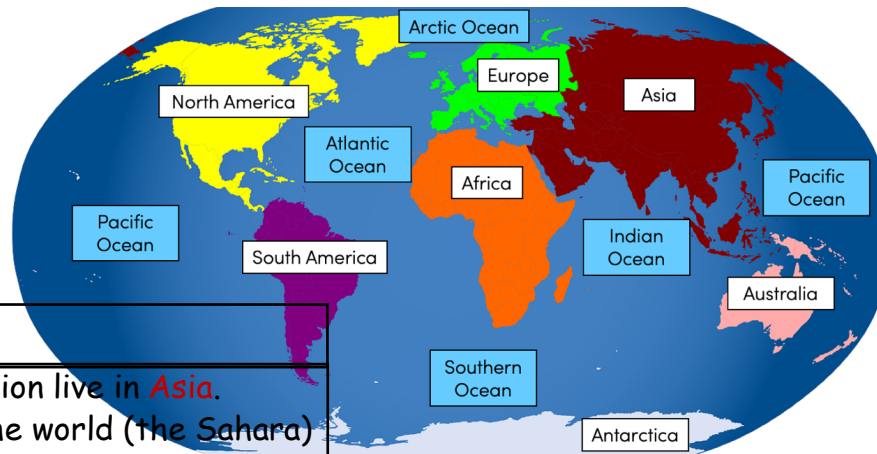 Arctic Ocean
Europe
North America
Asia
Atlantic
Ocean
Africa
Pacific
Ocean
Pacific
Ocean
Indian
Ocean
South America
Australia
Southern
Ocean
ion live in Asia.
ne world (the Sahara)
Antarctica